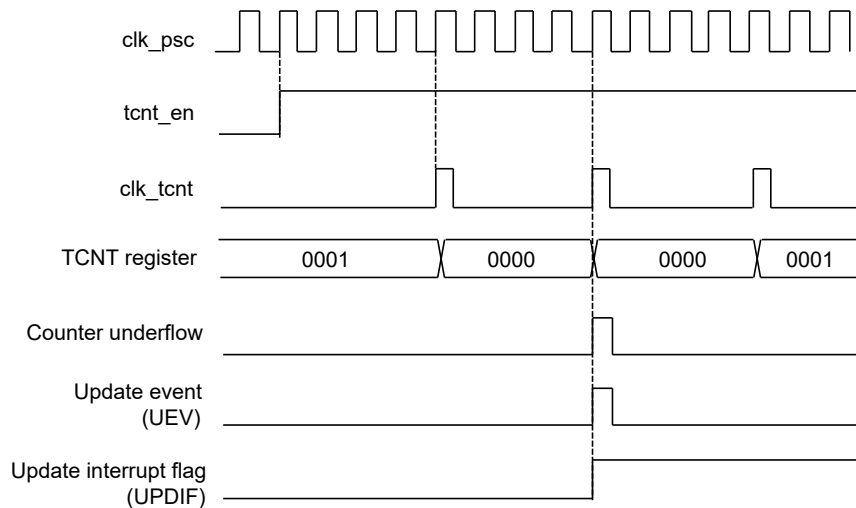 clk_psc
tcnt_en
clk_tcnt
TCNT register
0001
0000
0000
0001
Counter underflow
Update event
(UEV)
Update interrupt flag
(UPDIF)